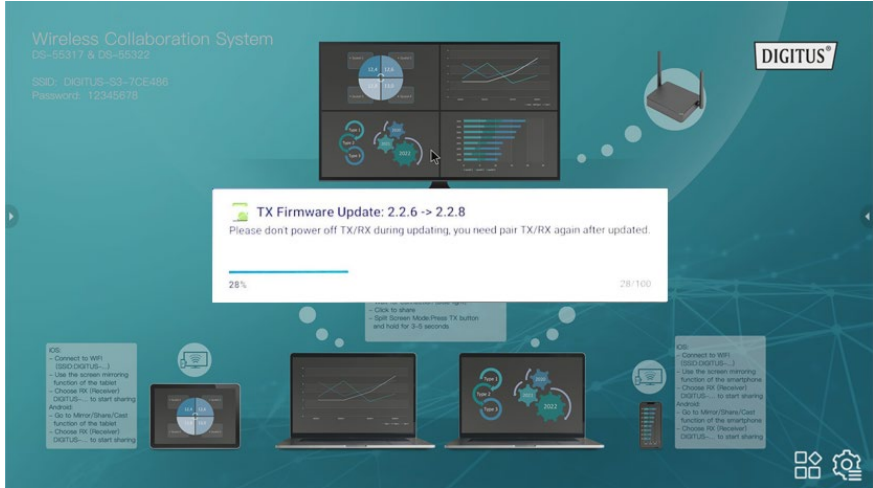 Wireless Collaboration System
DS-55317 & DS-55322
SSID: DIGITUS-S3-7CE486
Password: 12345678
DIGITUS®
TX Firmware Update: 2.2.6 -> 2.2.8
Please don't power off TX/RX during updating, you need pair TX/RX again after updated.
28%
28/100
- Click to share
- Split Screen Mode:Press TX button
and hold for 3-5 seconds
iOS:
- Connect to WIFI
(SSID:DIGITUS-...)
- Use the screen mirroring
function of the tablet
- Choose RX (Receiver)
DIGITUS-... to start sharing
Android:
- Go to Mirror/Share/Cast
function of the tablet
- Choose RX (Receiver)
DIGITUS-... to start sharing
Type 1
Type 2
Type 3
2022
iOS:
- Connect to WIFI
(SSID:DIGITUS-...)
- Use the screen mirroring
function of the smartphone
- Choose RX (Receiver)
DIGITUS-... to start sharing
Android:
- Go to Mirror/Share/Cast
function of the smartphone
- Choose RX (Receiver)
DIGITUS-... to start sharing